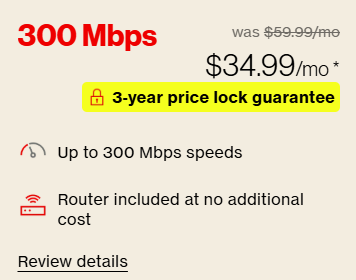 300 Mbps
was $59.99/mo
$34.99/mo *
3-year price lock guarantee
Up to 300 Mbps speeds
Router included at no additional
cost
Review details